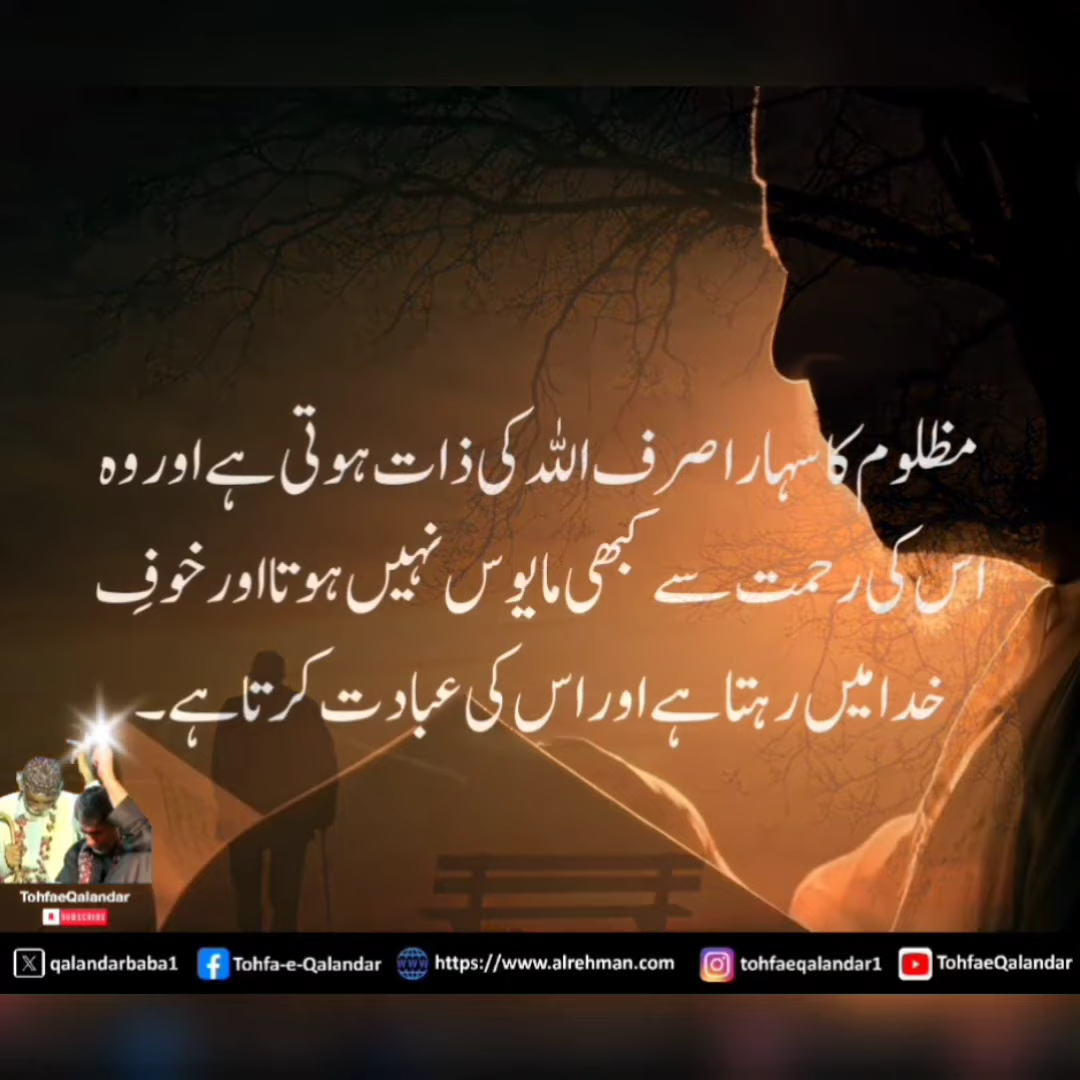 مظلوم کا سہارا صرف اللہ کی ذات ہوتی ہے اور وہ
اس کی رحمت سے کبھی مایوس نہیں ہوتا اور خوفِ
خدا میں رہتا ہے اور اس کی عبادت کرتا ہے۔
TohfaeQalandar
SUBSCRIBE
qalandarbaba1 Tohfa-e-Qalandar www https://www.alrehman.com tohfaeqalandar1 TohfaeQalandar